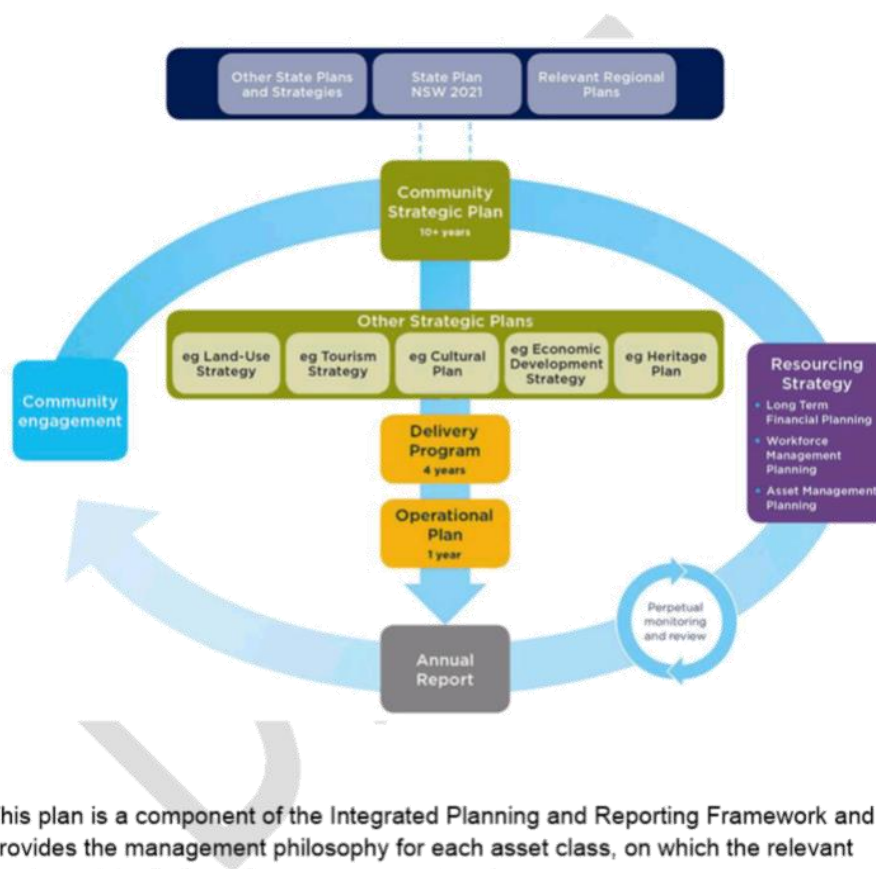 Other State Plans
and Strategies
State Plan
NSW 2021
Relevant Regional
Plans
Community
Strategic Plan
10+ years
Other Strategic Plans
eg Land-Use
Strategy
eg Tourism
Strategy
eg Cultural
Plan
eg Economic
Development
Strategy
eg Heritage
Plan
Community
engagement
Resourcing
Strategy
• Long Term
Financial Planning
• Workforce
Management
Planning
• Asset Management
Planning
Delivery
Program
4 years
Operational
Plan
1 year
Perpetual
monitoring
and review
Annual
Report
his plan is a component of the Integrated Planning and Reporting Framework and
rovides the management philosophy for each asset class, on which the relevant